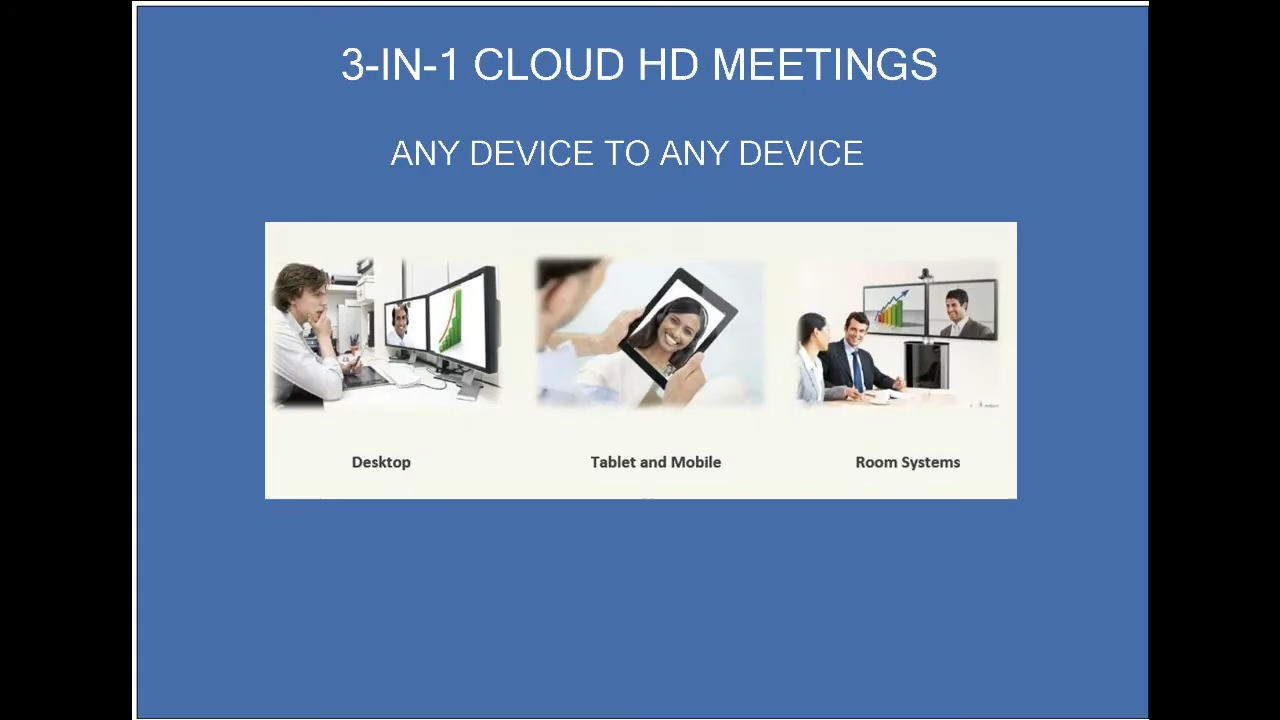 3-IN-1 CLOUD HD MEETINGS
ANY DEVICE TO ANY DEVICE
Desktop
Tablet and Mobile
Room Systems